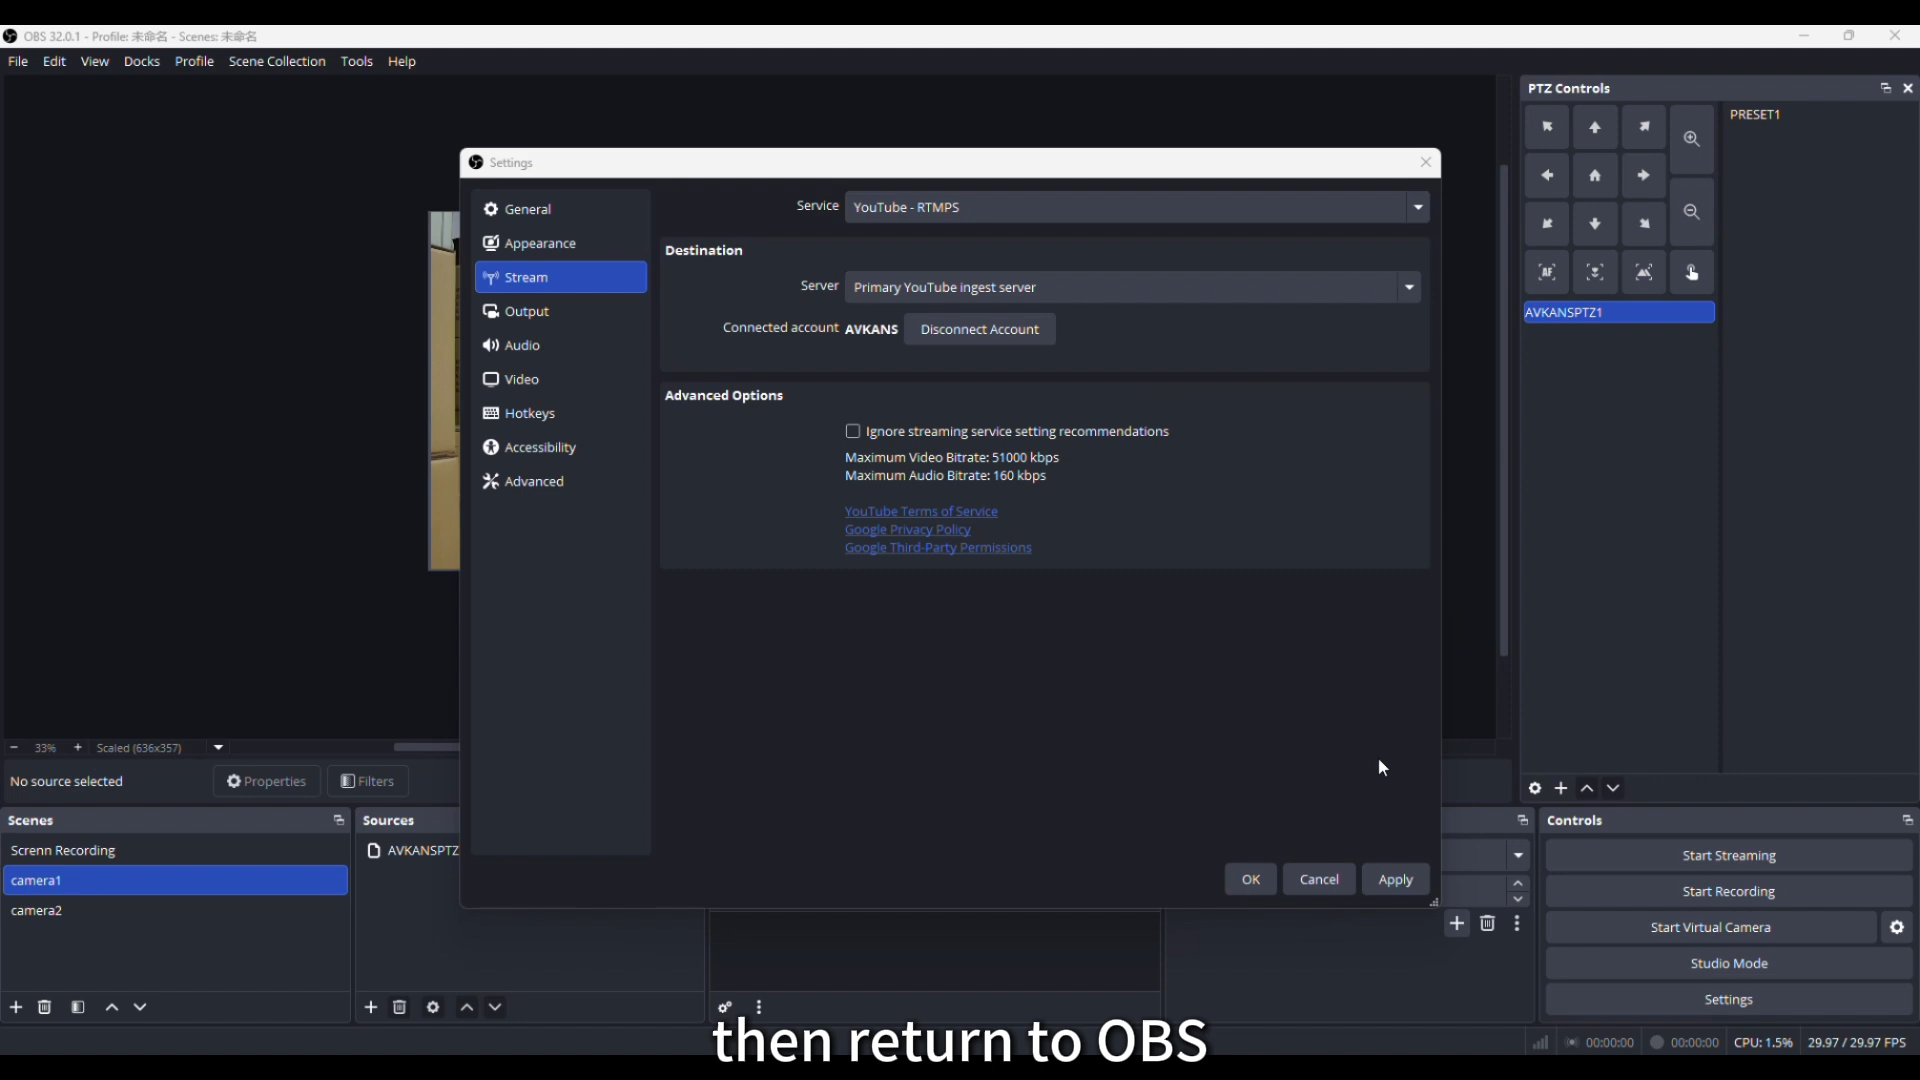 OBS 32.0.1 - Profile: 未命名 - Scenes: 未命名
File Edit View Docks Profile Scene Collection Tools Help
PTZ Controls
PRESET1
AF
AVKANSPTZ1
Settings
General
Appearance
Stream
Output
Audio
Video
Hotkeys
Accessibility
Advanced
Service YouTube - RTMPS
Destination
Server Primary YouTube ingest server
Connected account AVKANS Disconnect Account
Advanced Options
Ignore streaming service setting recommendations
Maximum Video Bitrate: 51000 kbps
Maximum Audio Bitrate: 160 kbps
YouTube Terms of Service
Google Privacy Policy
Google Third-Party Permissions
OK Cancel Apply
33% Scaled (636x357)
No source selected Properties Filters
Scenes
Screnn Recording
camera1
camera2
Sources
AVKANSPTZ
Controls
Start Streaming
Start Recording
Start Virtual Camera
Studio Mode
Settings
00:00:00 00:00:00 CPU: 1.5% 29.97 / 29.97 FPS
then return to OBS